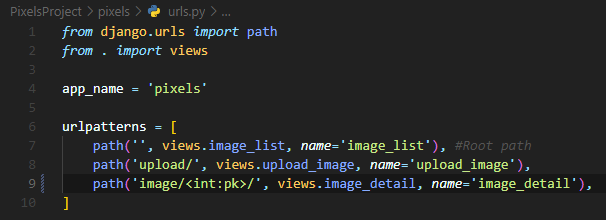 PixelsProject > pixels > urls.py > ...
1 from django.urls import path
2 from . import views
3
4 app_name = 'pixels'
5
6 urlpatterns = [
7     path('', views.image_list, name='image_list'), #Root path
8     path('upload/', views.upload_image, name='upload_image'),
9     path('image/<int:pk>/', views.image_detail, name='image_detail'),
10 ]